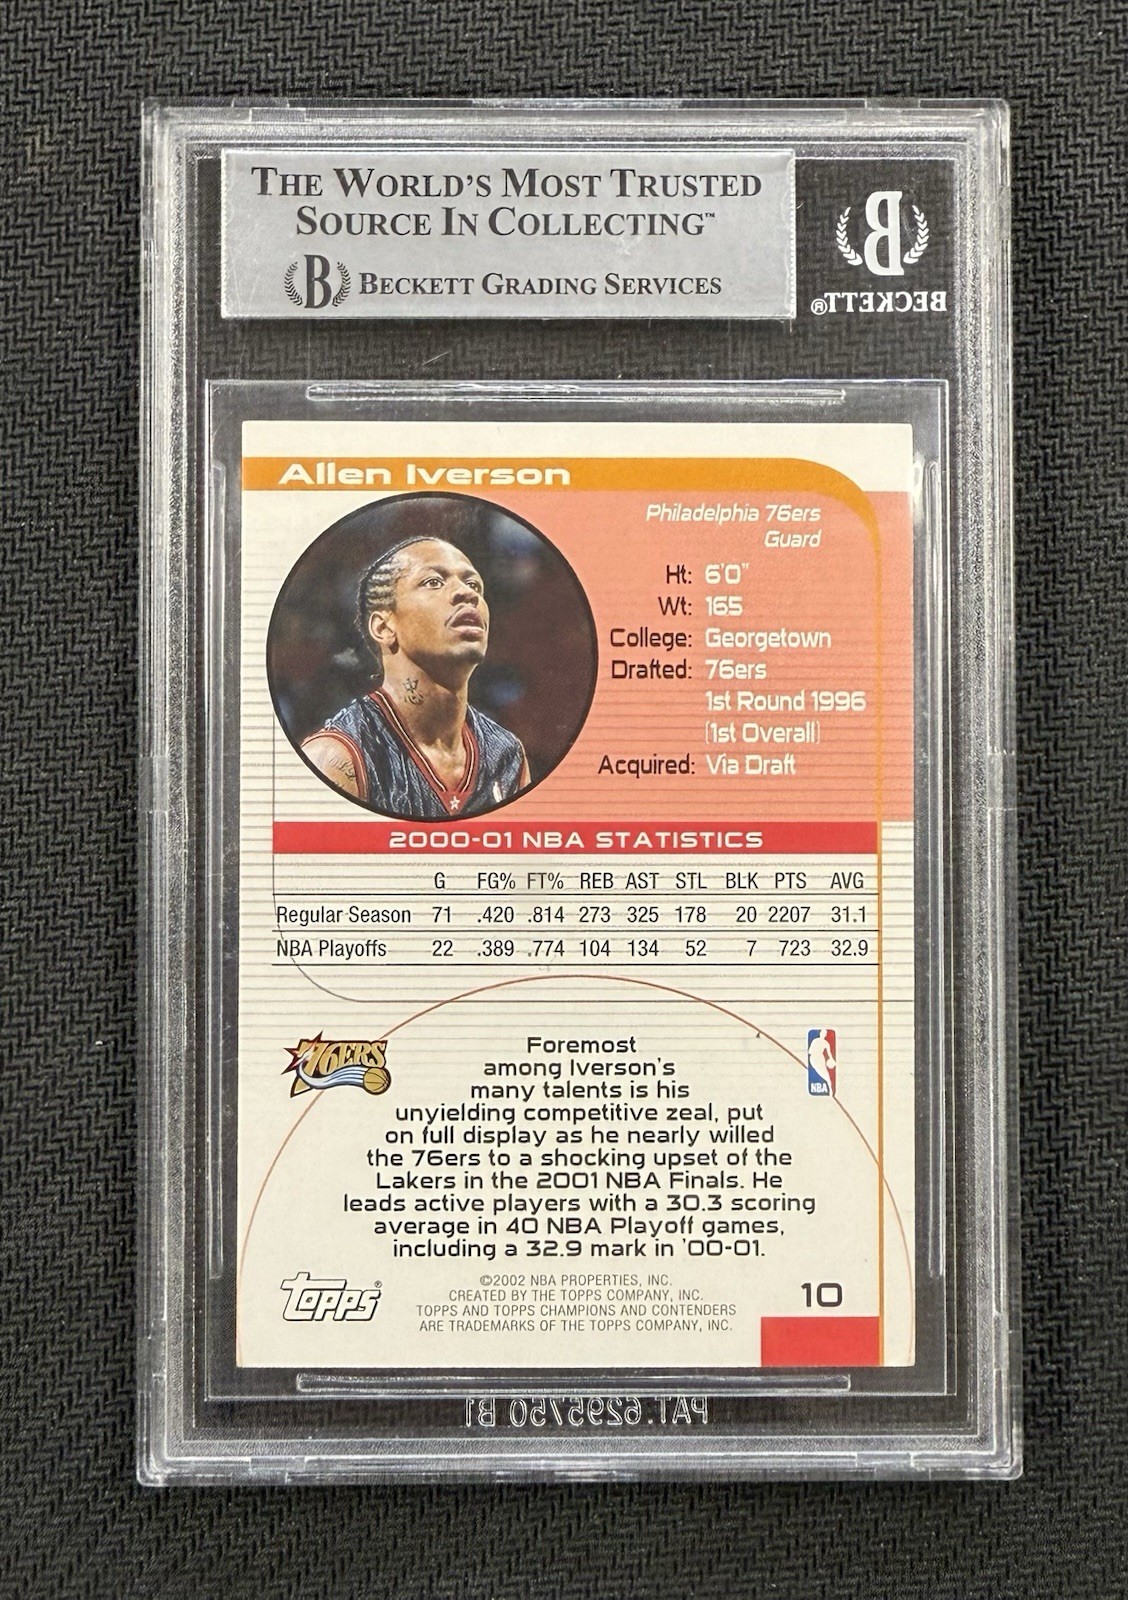 THE WORLD'S MOST TRUSTED
SOURCE IN COLLECTING™
B BECKETT GRADING SERVICES
B
BECKETT®
Allen Iverson
Philadelphia 76ers
Guard
Ht: 6'0"
Wt: 165
College: Georgetown
Drafted: 76ers
1st Round 1996
(1st Overall)
Acquired: Via Draft
2000-01 NBA STATISTICS
G FG% FT% REB AST STL BLK PTS AVG
Regular Season 71 .420 .814 273 325 178 20 2207 31.1
NBA Playoffs 22 .389 .774 104 134 52 7 723 32.9
76ERS
NBA
Foremost
among Iverson's
many talents is his
unyielding competitive zeal, put
on full display as he nearly willed
the 76ers to a shocking upset of the
Lakers in the 2001 NBA Finals. He
leads active players with a 30.3 scoring
average in 40 NBA Playoff games,
including a 32.9 mark in '00-01.
Topps®
©2002 NBA PROPERTIES, INC.
CREATED BY THE TOPPS COMPANY, INC.
TOPPS AND TOPPS CHAMPIONS AND CONTENDERS
ARE TRADEMARKS OF THE TOPPS COMPANY, INC.
10
PAT. 6295750 B1